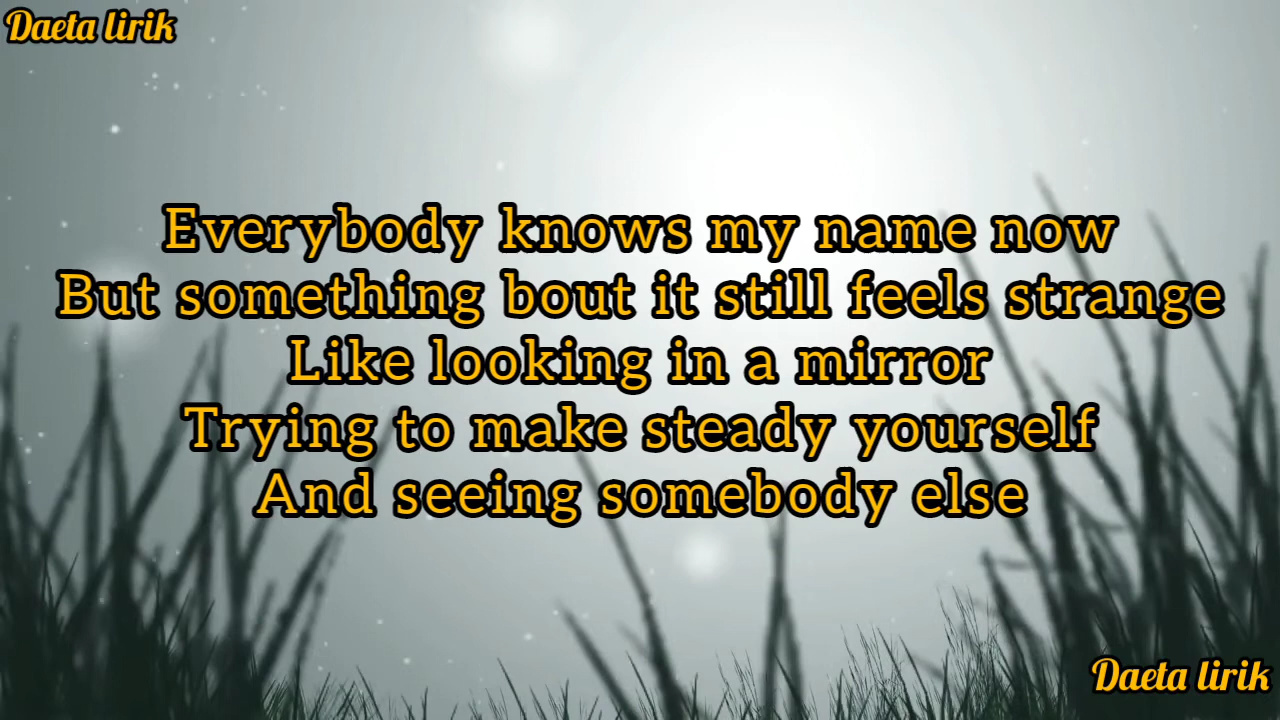 Daeta lirik
Everybody knows my name now
But something bout it still feels strange
Like looking in a mirror
Trying to make steady yourself
And seeing somebody else
Daeta lirik